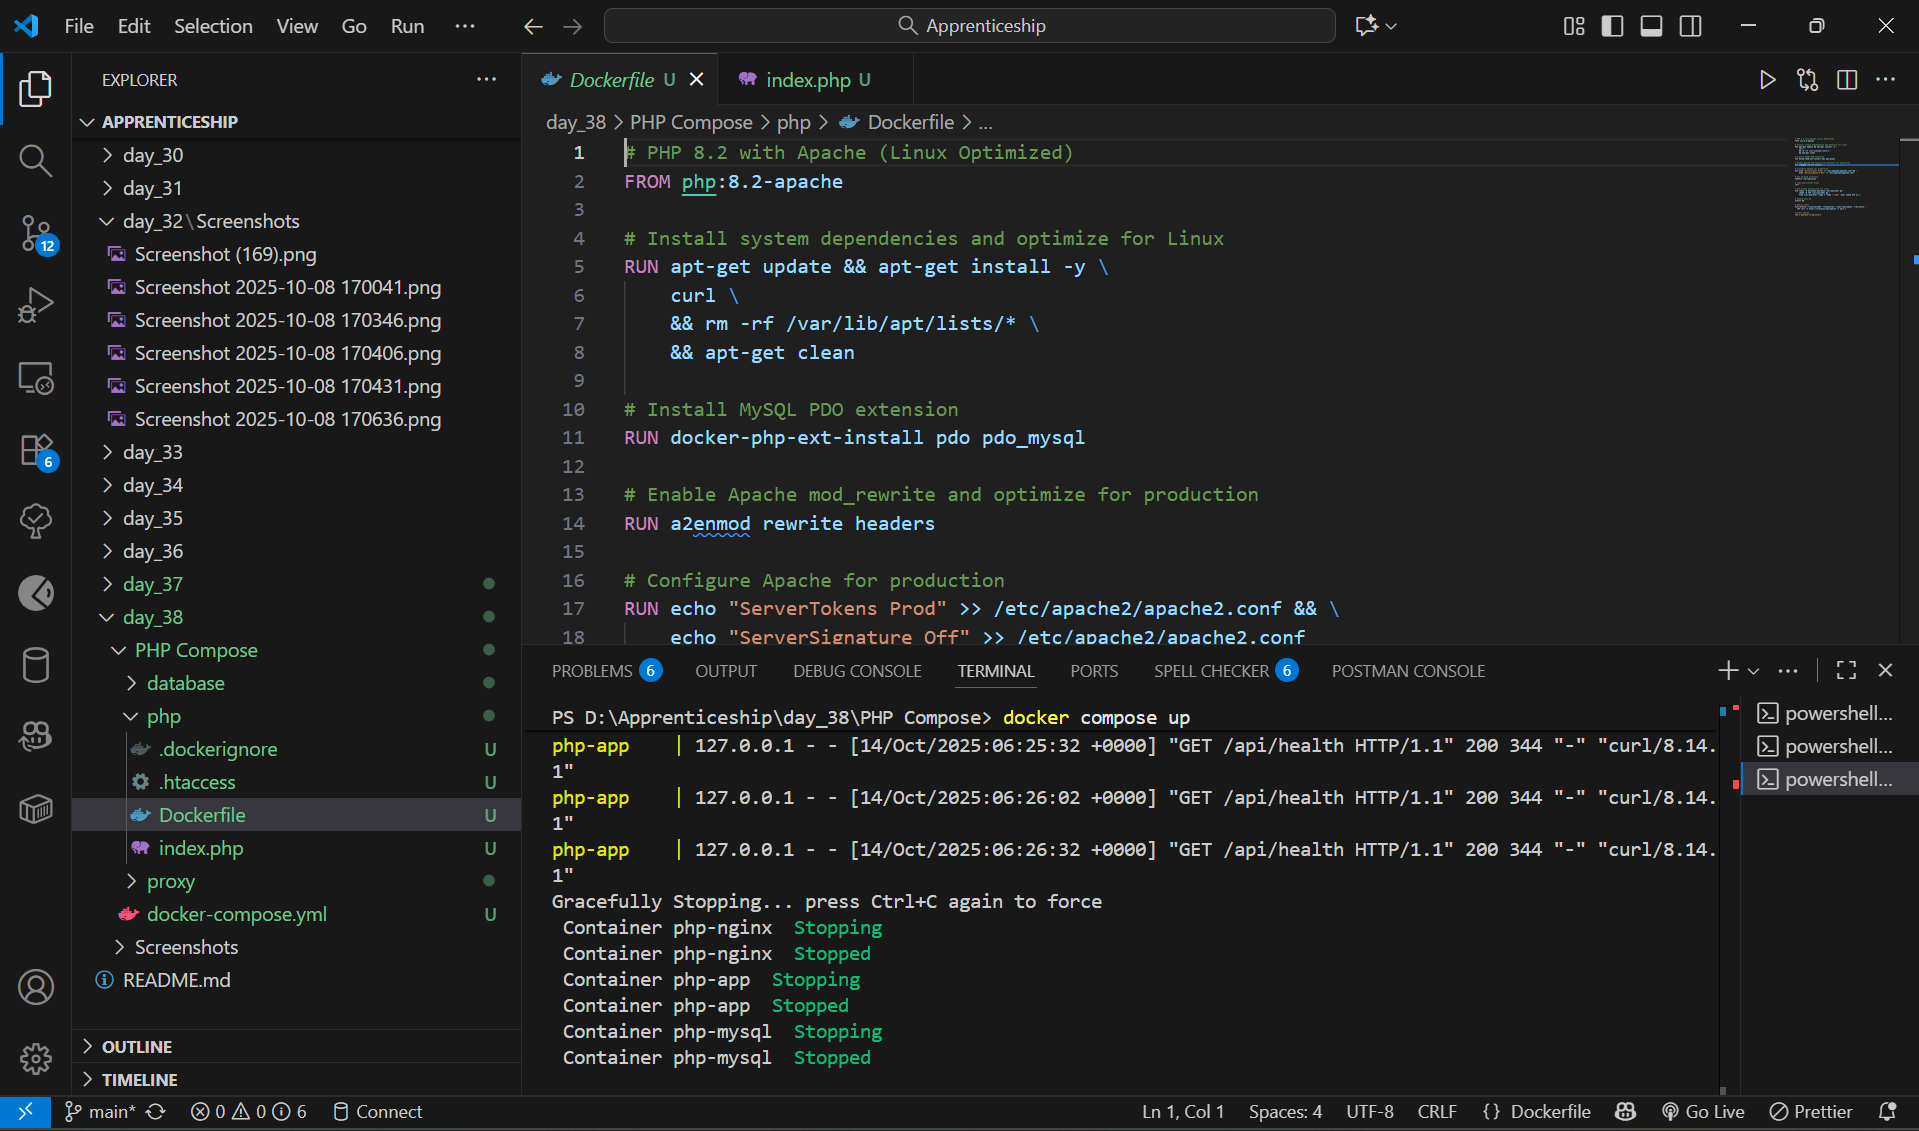 File Edit Selection View Go Run ···
Apprenticeship
EXPLORER ···
APPRENTICESHIP
day_30
day_31
day_32\Screenshots
Screenshot (169).png
Screenshot 2025-10-08 170041.png
Screenshot 2025-10-08 170346.png
Screenshot 2025-10-08 170406.png
Screenshot 2025-10-08 170431.png
Screenshot 2025-10-08 170636.png
day_33
day_34
day_35
day_36
day_37
day_38
PHP Compose
database
php
.dockerignore U
.htaccess U
Dockerfile U
index.php U
proxy
docker-compose.yml U
Screenshots
README.md
OUTLINE
TIMELINE
12
6
Dockerfile U
index.php U
day_38 > PHP Compose > php > Dockerfile > ...
1 # PHP 8.2 with Apache (Linux Optimized)
2 FROM php:8.2-apache
3
4 # Install system dependencies and optimize for Linux
5 RUN apt-get update && apt-get install -y \
6 curl \
7 && rm -rf /var/lib/apt/lists/* \
8 && apt-get clean
9
10 # Install MySQL PDO extension
11 RUN docker-php-ext-install pdo pdo_mysql
12
13 # Enable Apache mod_rewrite and optimize for production
14 RUN a2enmod rewrite headers
15
16 # Configure Apache for production
17 RUN echo "ServerTokens Prod" >> /etc/apache2/apache2.conf && \
18 echo "ServerSignature Off" >> /etc/apache2/apache2.conf
PROBLEMS 6 OUTPUT DEBUG CONSOLE TERMINAL PORTS SPELL CHECKER 6 POSTMAN CONSOLE
PS D:\Apprenticeship\day_38\PHP Compose> docker compose up
php-app | 127.0.0.1 - - [14/Oct/2025:06:25:32 +0000] "GET /api/health HTTP/1.1" 200 344 "-" "curl/8.14.
1"
php-app | 127.0.0.1 - - [14/Oct/2025:06:26:02 +0000] "GET /api/health HTTP/1.1" 200 344 "-" "curl/8.14.
1"
php-app | 127.0.0.1 - - [14/Oct/2025:06:26:32 +0000] "GET /api/health HTTP/1.1" 200 344 "-" "curl/8.14.
1"
Gracefully Stopping... press Ctrl+C again to force
Container php-nginx Stopping
Container php-nginx Stopped
Container php-app Stopping
Container php-app Stopped
Container php-mysql Stopping
Container php-mysql Stopped
powershell...
powershell...
powershell...
main* 0 0 6 Connect Ln 1, Col 1 Spaces: 4 UTF-8 CRLF {} Dockerfile Go Live Prettier